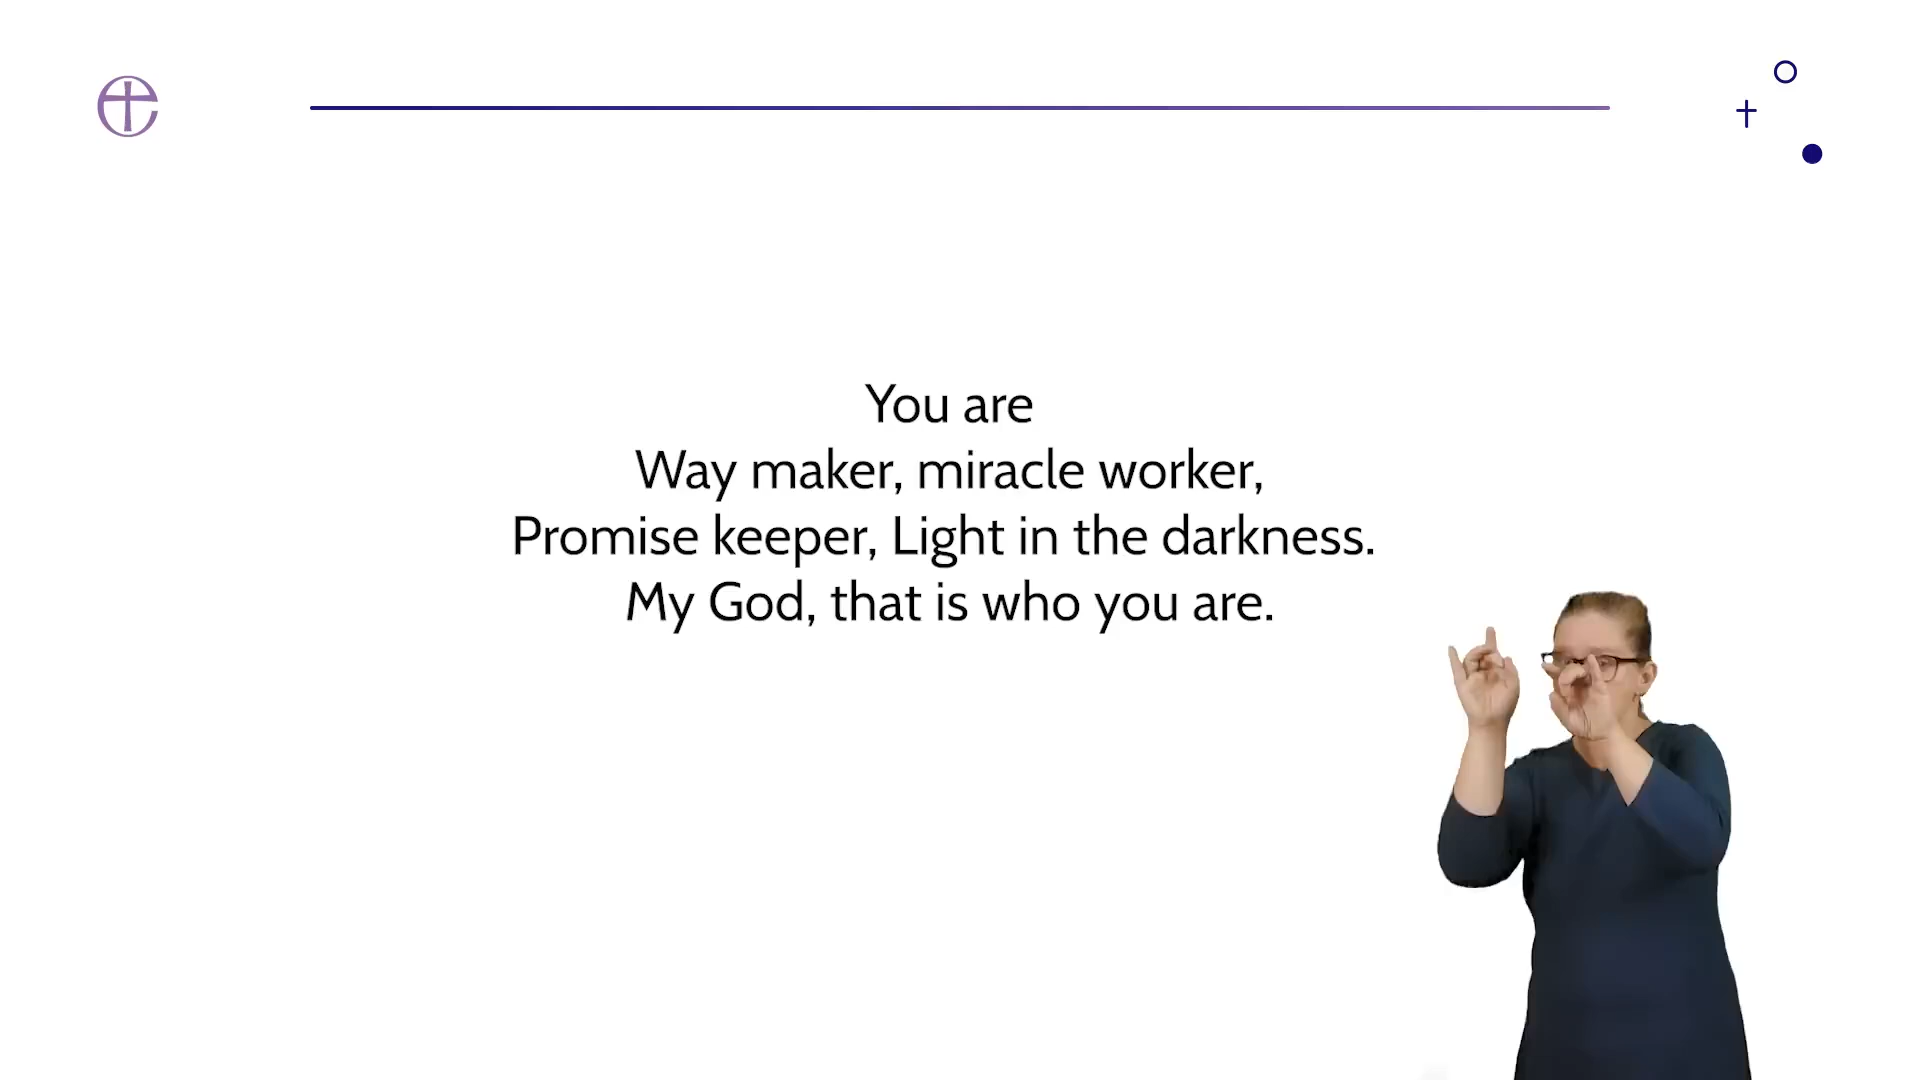 You are
Way maker, miracle worker,
Promise keeper, Light in the darkness.
My God, that is who you are.